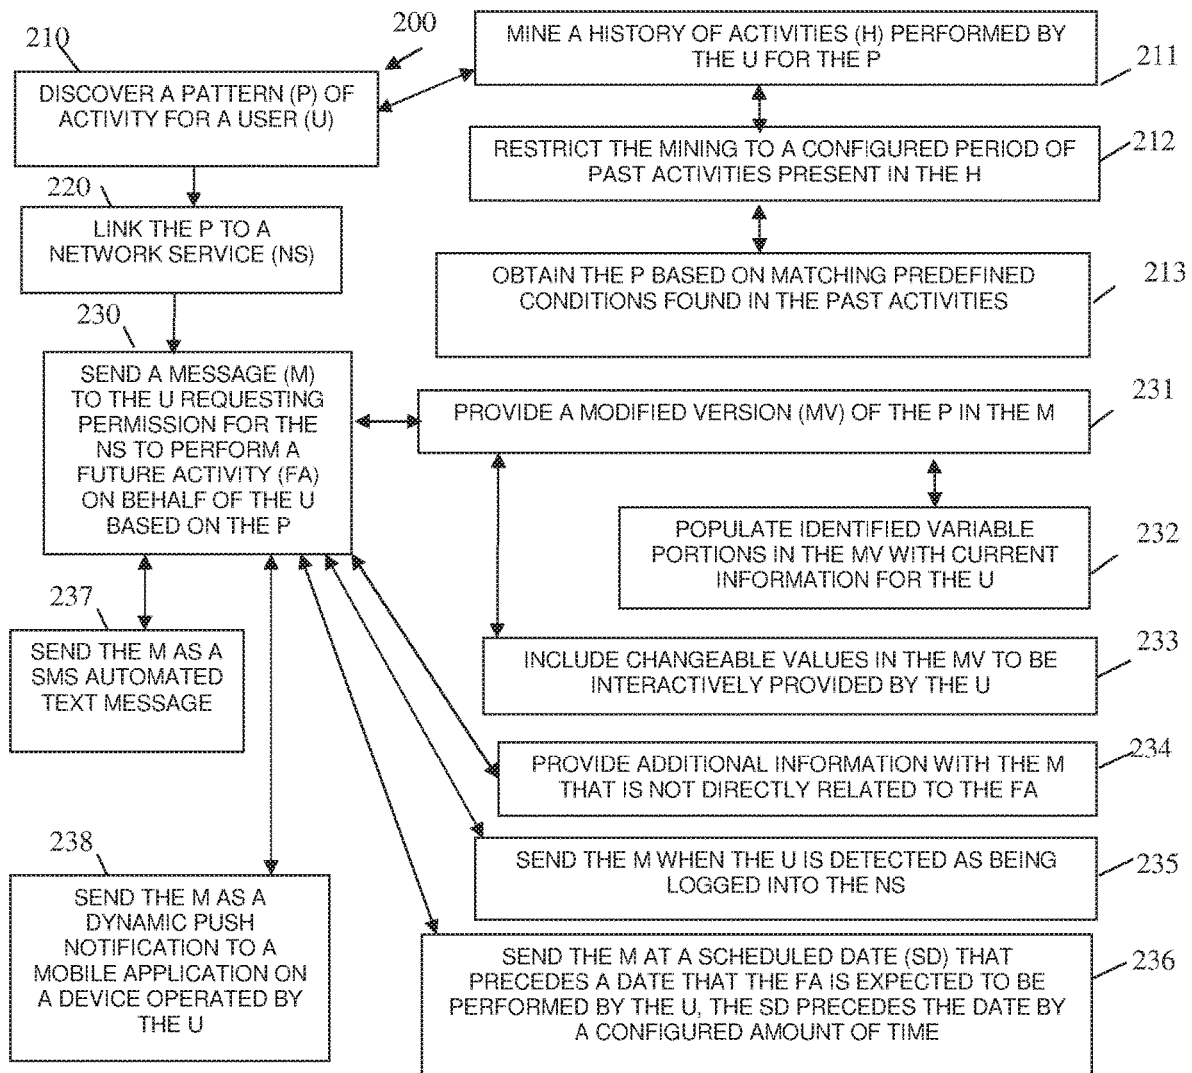 210
200
DISCOVER A PATTERN (P) OF
ACTIVITY FOR A USER (U)
MINE A HISTORY OF ACTIVITIES (H) PERFORMED BY
THE U FOR THE P
211
RESTRICT THE MINING TO A CONFIGURED PERIOD OF
PAST ACTIVITIES PRESENT IN THE H
212
OBTAIN THE P BASED ON MATCHING PREDEFINED
CONDITIONS FOUND IN THE PAST ACTIVITIES
213
220
LINK THE P TO A
NETWORK SERVICE (NS)
230
SEND A MESSAGE (M)
TO THE U REQUESTING
PERMISSION FOR THE
NS TO PERFORM A
FUTURE ACTIVITY (FA)
ON BEHALF OF THE U
BASED ON THE P
PROVIDE A MODIFIED VERSION (MV) OF THE P IN THE M
231
POPULATE IDENTIFIED VARIABLE
PORTIONS IN THE MV WITH CURRENT
INFORMATION FOR THE U
232
INCLUDE CHANGEABLE VALUES IN THE MV TO BE
INTERACTIVELY PROVIDED BY THE U
233
PROVIDE ADDITIONAL INFORMATION WITH THE M
THAT IS NOT DIRECTLY RELATED TO THE FA
234
SEND THE M WHEN THE U IS DETECTED AS BEING
LOGGED INTO THE NS
235
SEND THE M AT A SCHEDULED DATE (SD) THAT
PRECEDES A DATE THAT THE FA IS EXPECTED TO BE
PERFORMED BY THE U, THE SD PRECEDES THE DATE BY
A CONFIGURED AMOUNT OF TIME
236
237
SEND THE M AS A
SMS AUTOMATED
TEXT MESSAGE
238
SEND THE M AS A
DYNAMIC PUSH
NOTIFICATION TO A
MOBILE APPLICATION ON
A DEVICE OPERATED BY
THE U